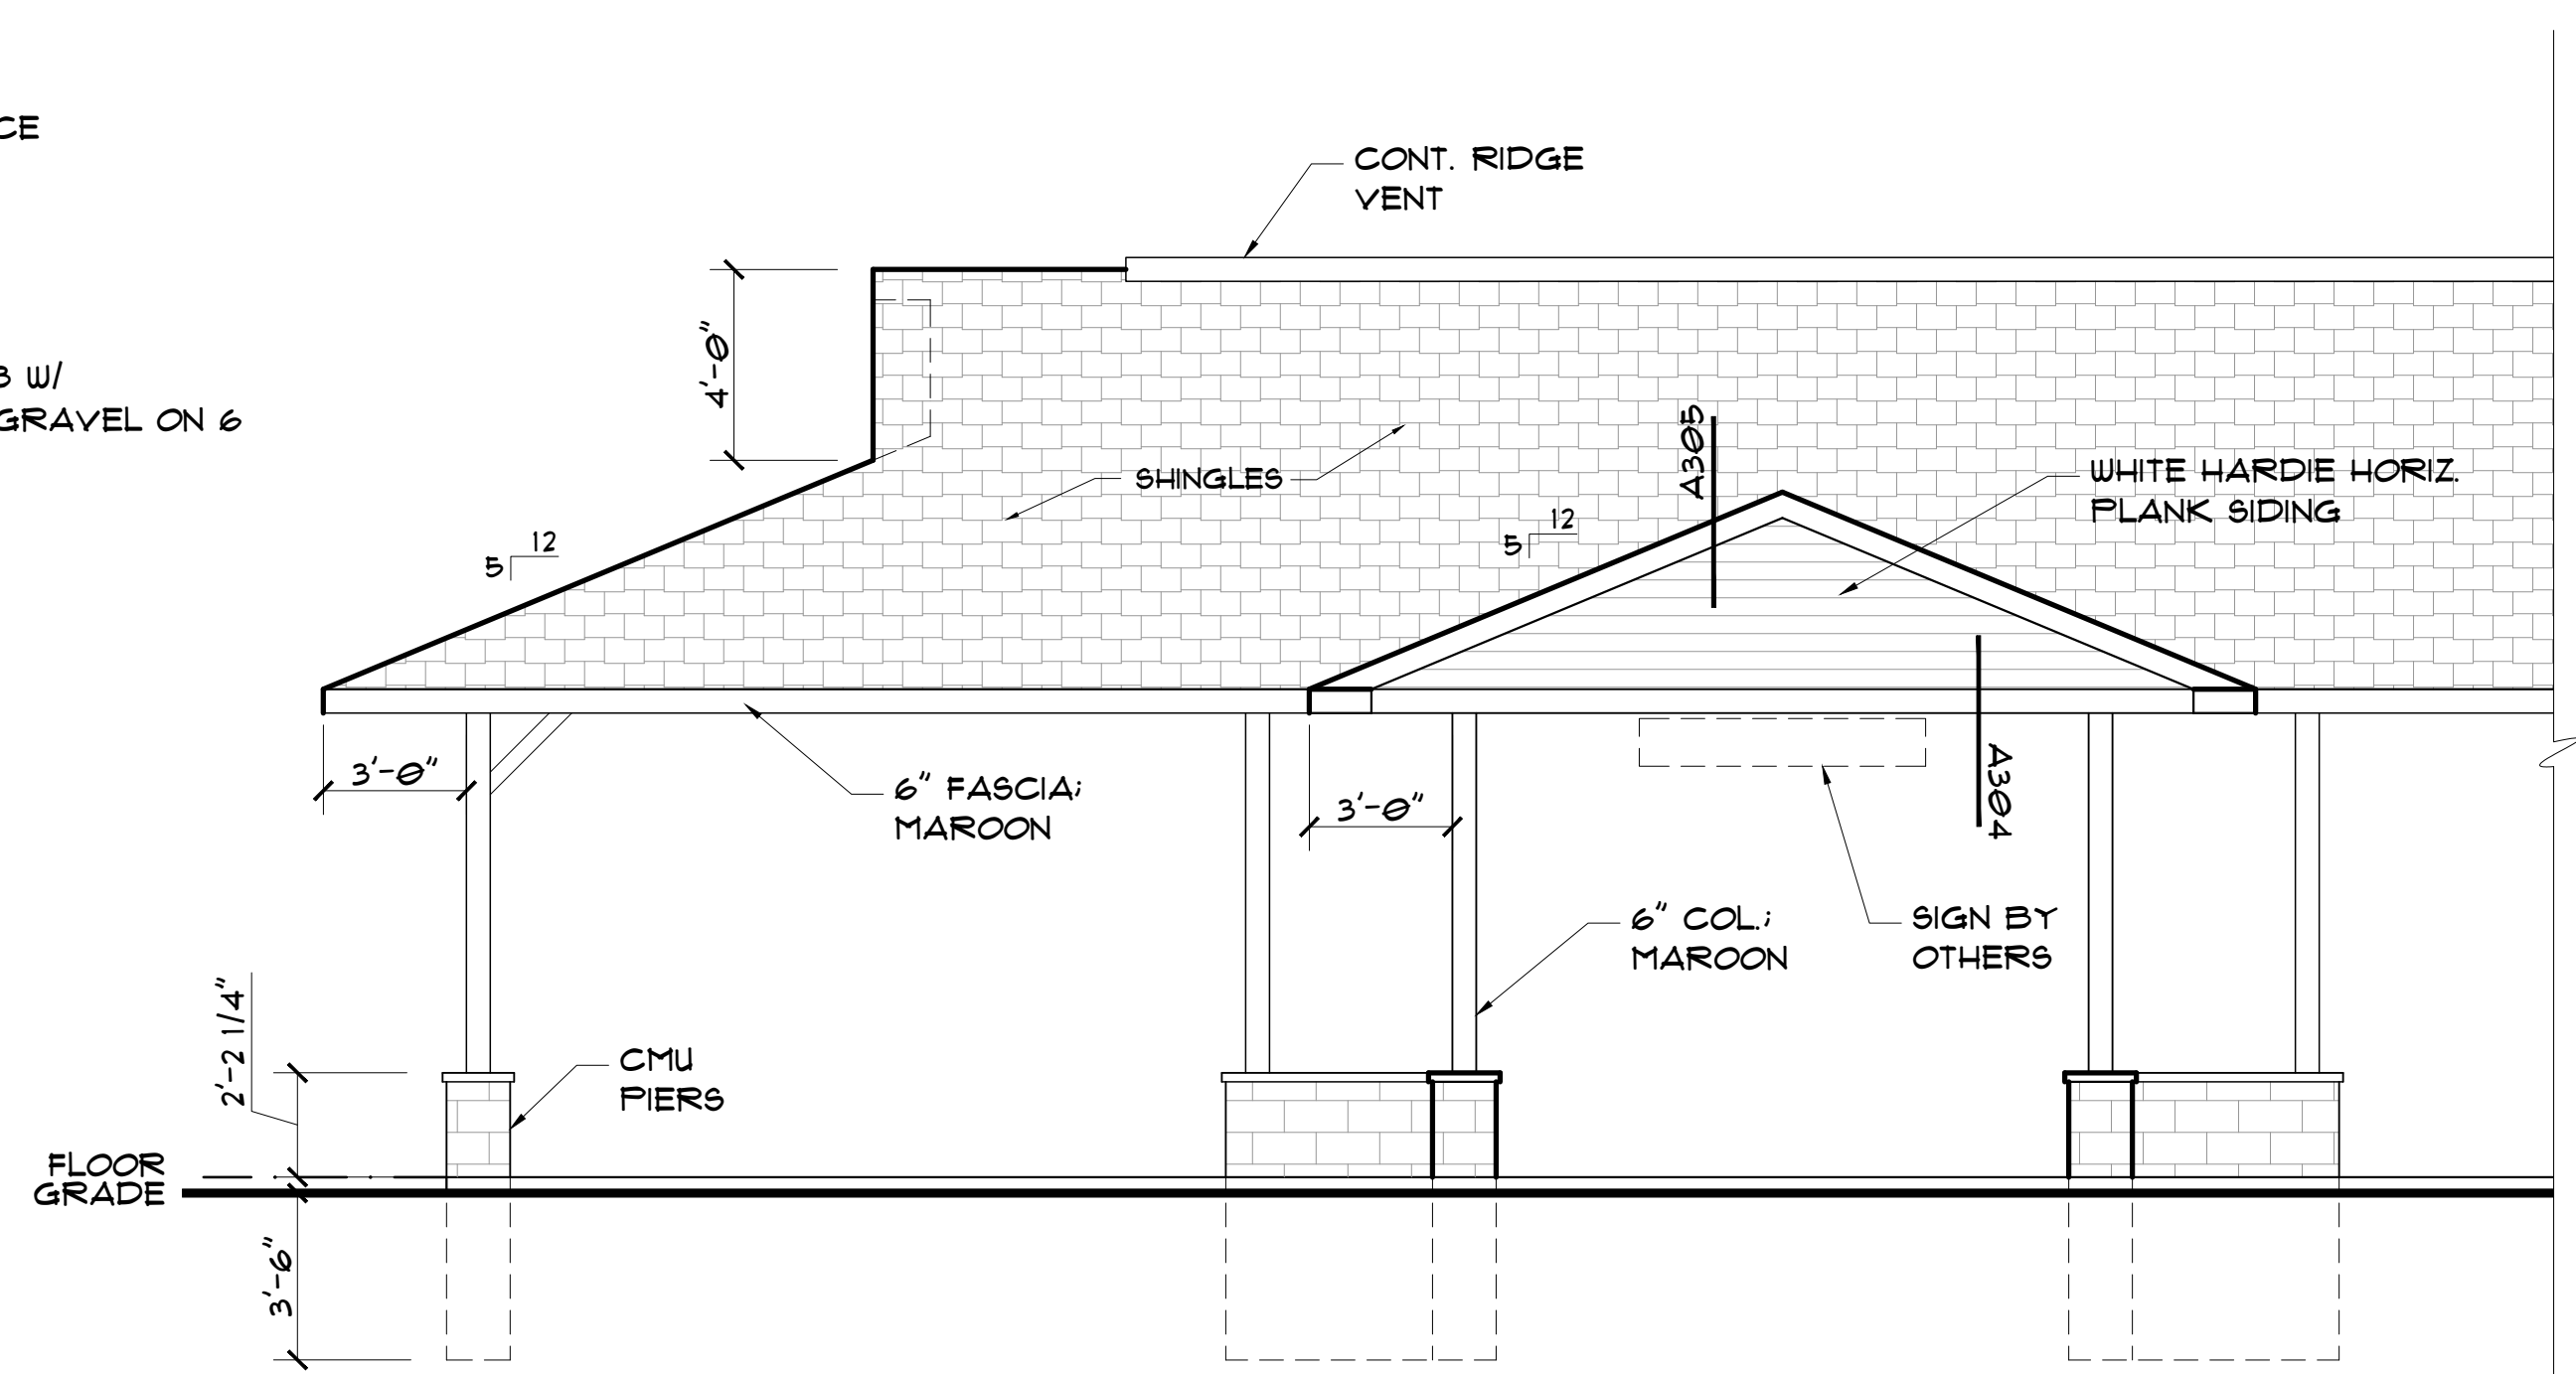 CE
B W/
GRAVEL ON 6
CONT. RIDGE
VENT
4'-0"
SHINGLES
A305
WHITE HARDIE HORIZ.
PLANK SIDING
12
5
12
5
3'-0"
6" FASCIA;
MAROON
3'-0"
A304
6" COL.;
MAROON
SIGN BY
OTHERS
2'-2 1/4"
CMU
PIERS
FLOOR
GRADE
3'-6"